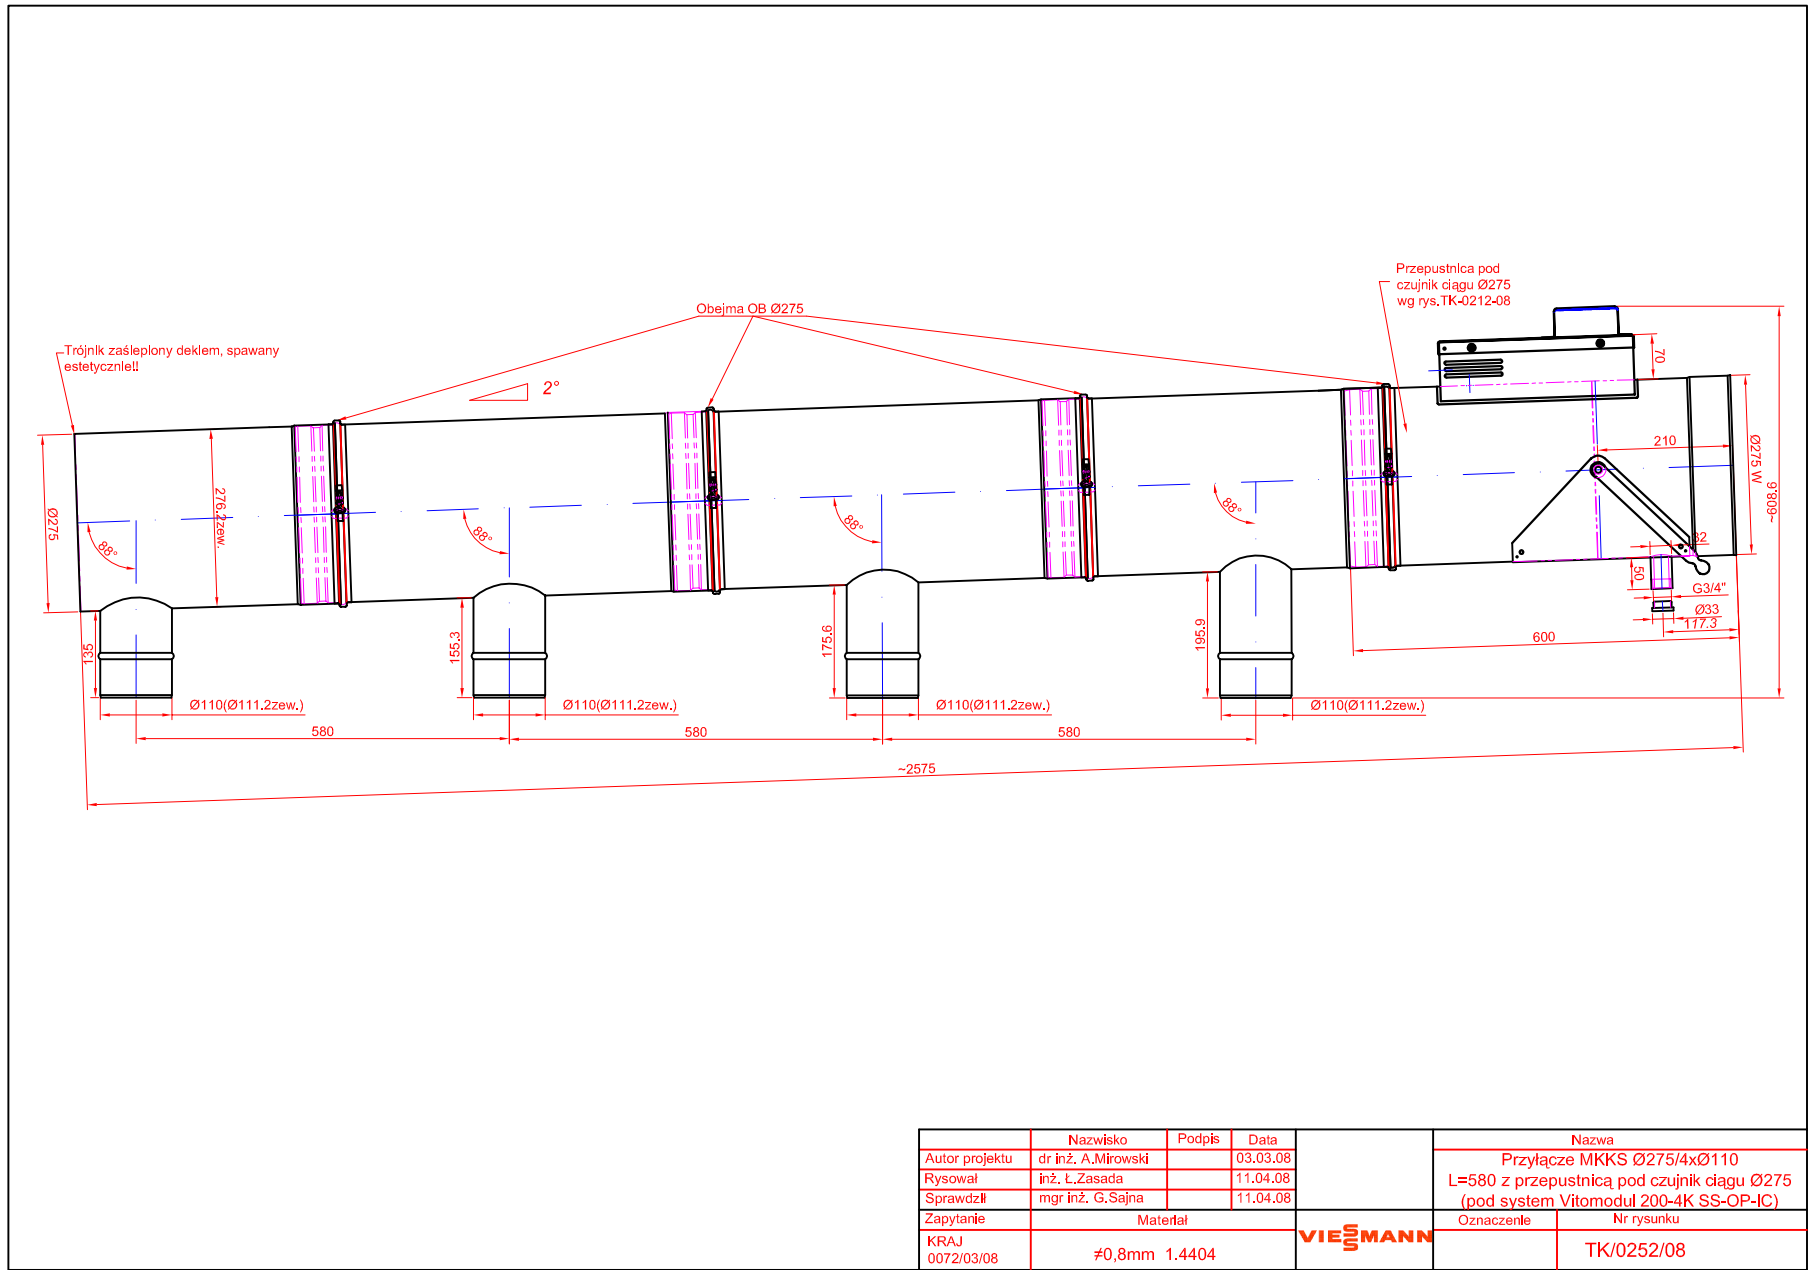 Przepustnica pod
czujnik ciągu Ø275
wg rys.TK-0212-08
Obejma OB Ø275
Trójnik zaślepiony deklem, spawany
estetycznie!!
2°
70
210
Ø275 W
~608.6
Ø275
276.2zew.
88°
88°
88°
88°
32
50
G3/4"
Ø33
117.3
600
135
155.3
175.6
195.9
Ø110(Ø111.2zew.)
Ø110(Ø111.2zew.)
Ø110(Ø111.2zew.)
Ø110(Ø111.2zew.)
580
580
580
~2575
Nazwisko Podpis Data
Autor projektu dr inż. A.Mirowski 03.03.08
Rysował inż. Ł.Zasada 11.04.08
Sprawdził mgr inż. G.Sajna 11.04.08
Zapytanie Materiał
KRAJ
0072/03/08
≠0,8mm 1.4404
VIESSMANN
Nazwa
Przyłącze MKKS Ø275/4xØ110
L=580 z przepustnicą pod czujnik ciągu Ø275
(pod system Vitomodul 200-4K SS-OP-IC)
Oznaczenie Nr rysunku
TK/0252/08